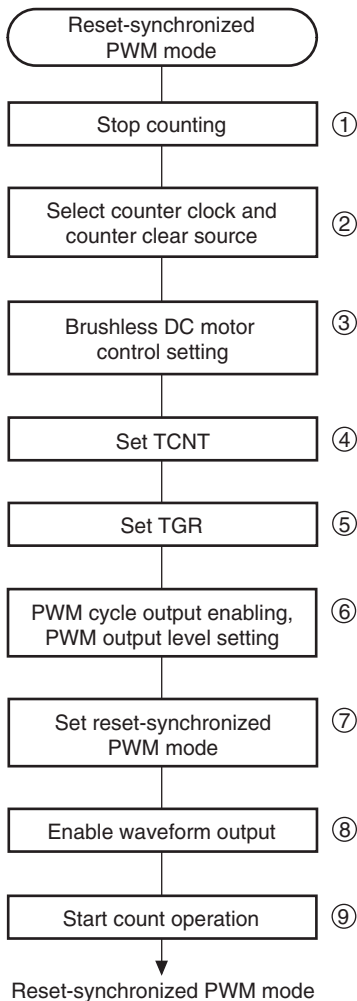 Reset-synchronized
PWM mode
Stop counting ①
Select counter clock and
counter clear source ②
Brushless DC motor
control setting ③
Set TCNT ④
Set TGR ⑤
PWM cycle output enabling,
PWM output level setting ⑥
Set reset-synchronized
PWM mode ⑦
Enable waveform output ⑧
Start count operation ⑨
Reset-synchronized PWM mode